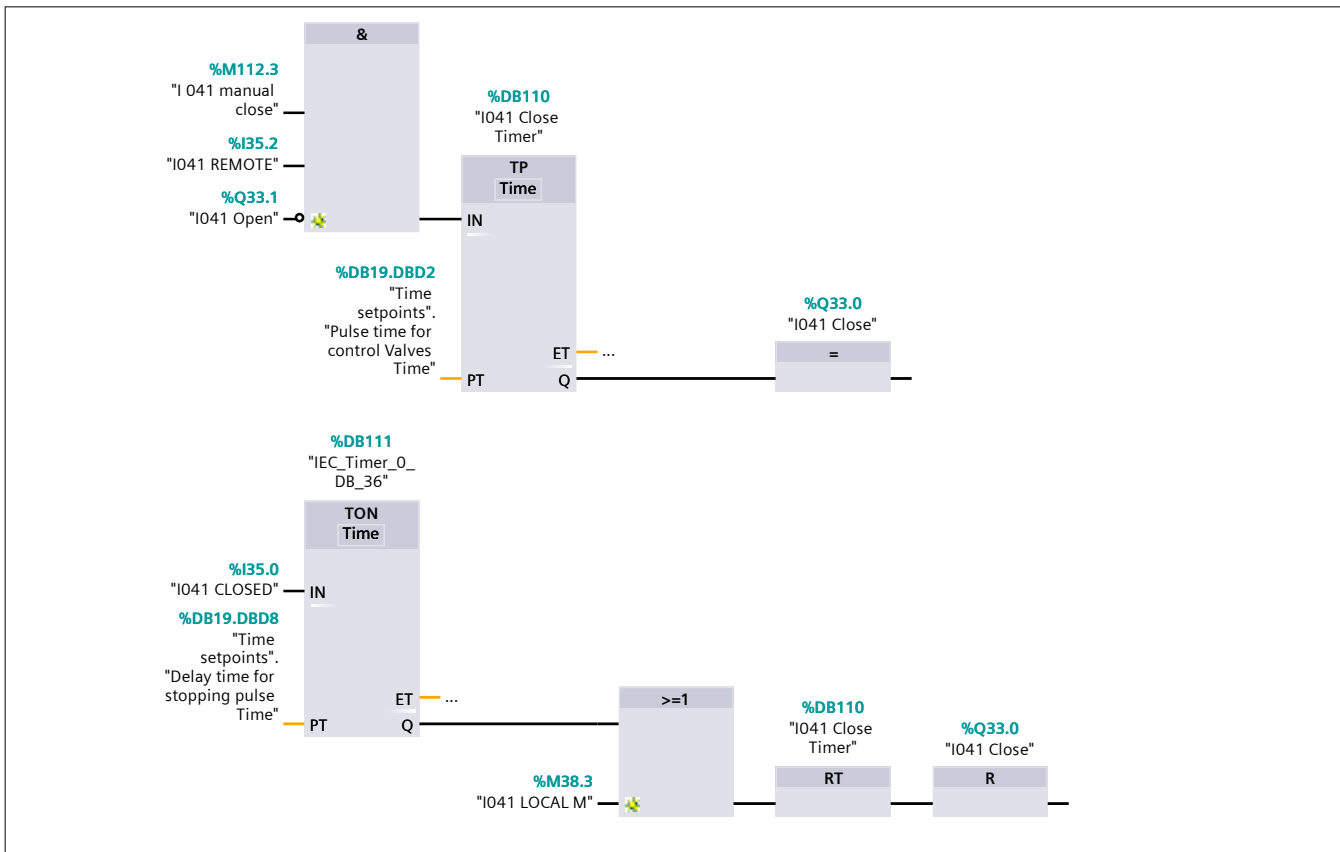 &
%M112.3
"I 041 manual
close"
%I35.2
"I041 REMOTE"
%Q33.1
"I041 Open"
%DB110
"I041 Close
Timer"
TP
Time
IN
%DB19.DBD2
"Time
setpoints".
"Pulse time for
control Valves
Time"
PT
ET
...
Q
%Q33.0
"I041 Close"
=
%DB111
"IEC_Timer_0_
DB_36"
TON
Time
%I35.0
"I041 CLOSED"
IN
%DB19.DBD8
"Time
setpoints".
"Delay time for
stopping pulse
Time"
PT
ET
...
Q
>=1
%M38.3
"I041 LOCAL M"
%DB110
"I041 Close
Timer"
RT
%Q33.0
"I041 Close"
R